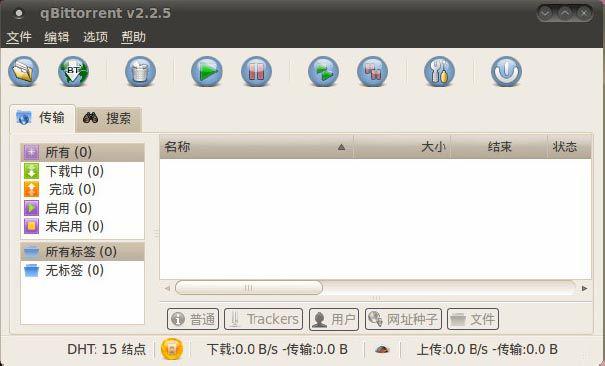 qBittorrent v2.2.5
文件 编辑 选项 帮助
BT
传输 搜索
名称 大小 结束 状态
所有 (0)
下载中 (0)
完成 (0)
启用 (0)
未启用 (0)
所有标签 (0)
无标签 (0)
普通 Trackers 用户 网址种子 文件
DHT: 15 结点 下载:0.0 B/s -传输:0.0 B 上传:0.0 B/s -传输:0.0 B